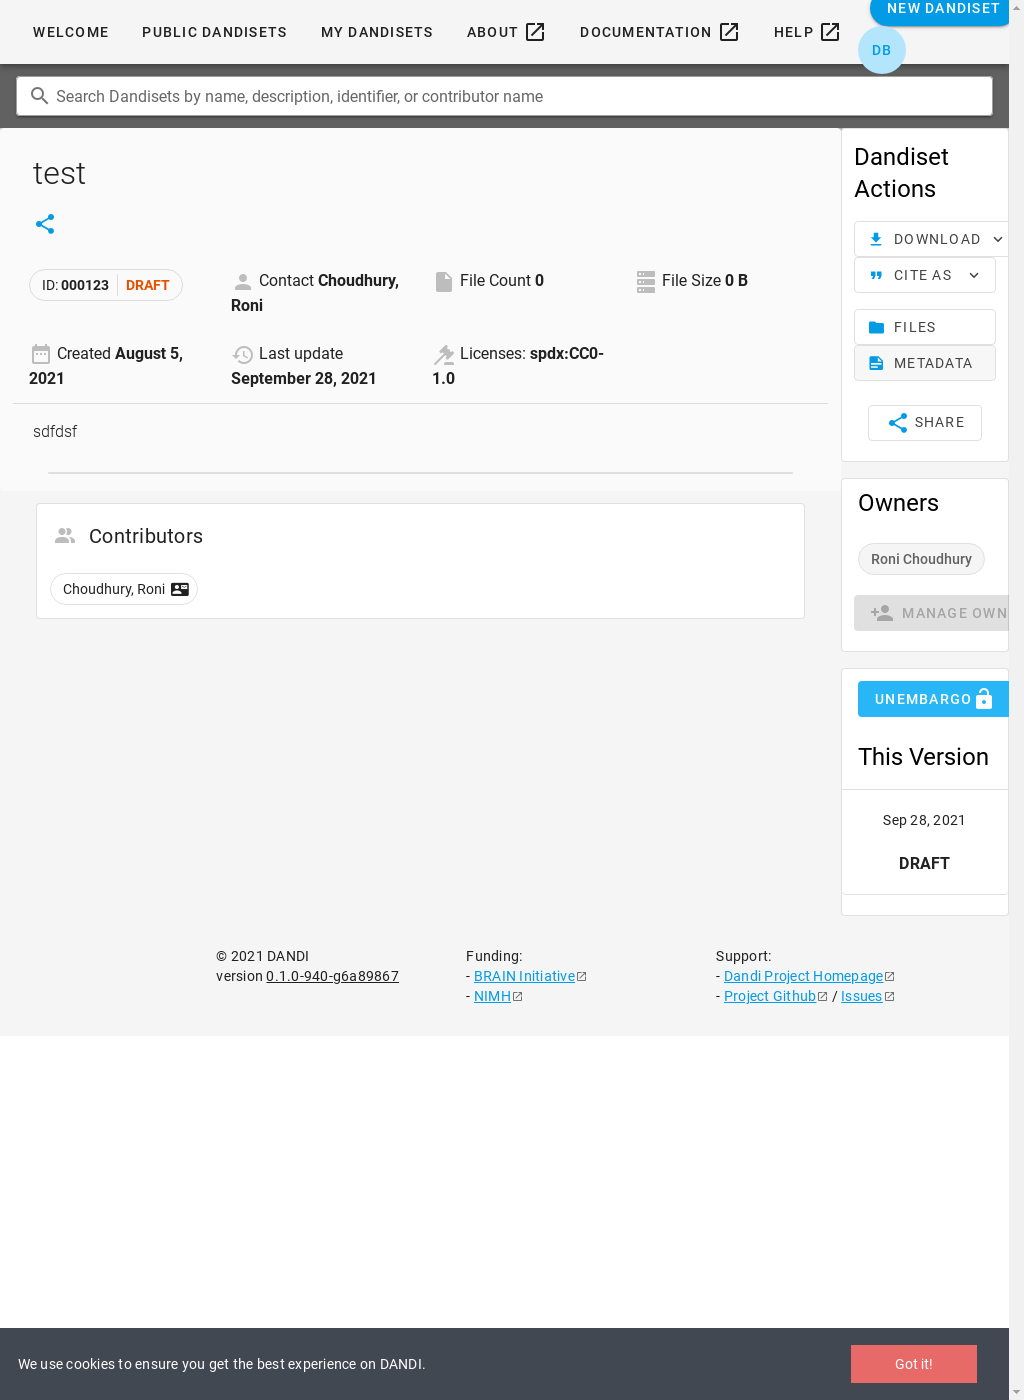 WELCOME PUBLIC DANDISETS MY DANDISETS ABOUT DOCUMENTATION HELP NEW DANDISET
DB
Search Dandisets by name, description, identifier, or contributor name
test
ID: 000123 DRAFT
Contact Choudhury, Roni
File Count 0
File Size 0 B
Created August 5, 2021
Last update September 28, 2021
Licenses: spdx:CC0-1.0
sdfdsf
Contributors
Choudhury, Roni
Dandiset
Actions
DOWNLOAD
CITE AS
FILES
METADATA
SHARE
Owners
Roni Choudhury
MANAGE OWN
UNEMBARGO
This Version
Sep 28, 2021
DRAFT
© 2021 DANDI
version 0.1.0-940-g6a89867
Funding:
- BRAIN Initiative
- NIMH
Support:
- Dandi Project Homepage
- Project Github / Issues
We use cookies to ensure you get the best experience on DANDI.
Got it!